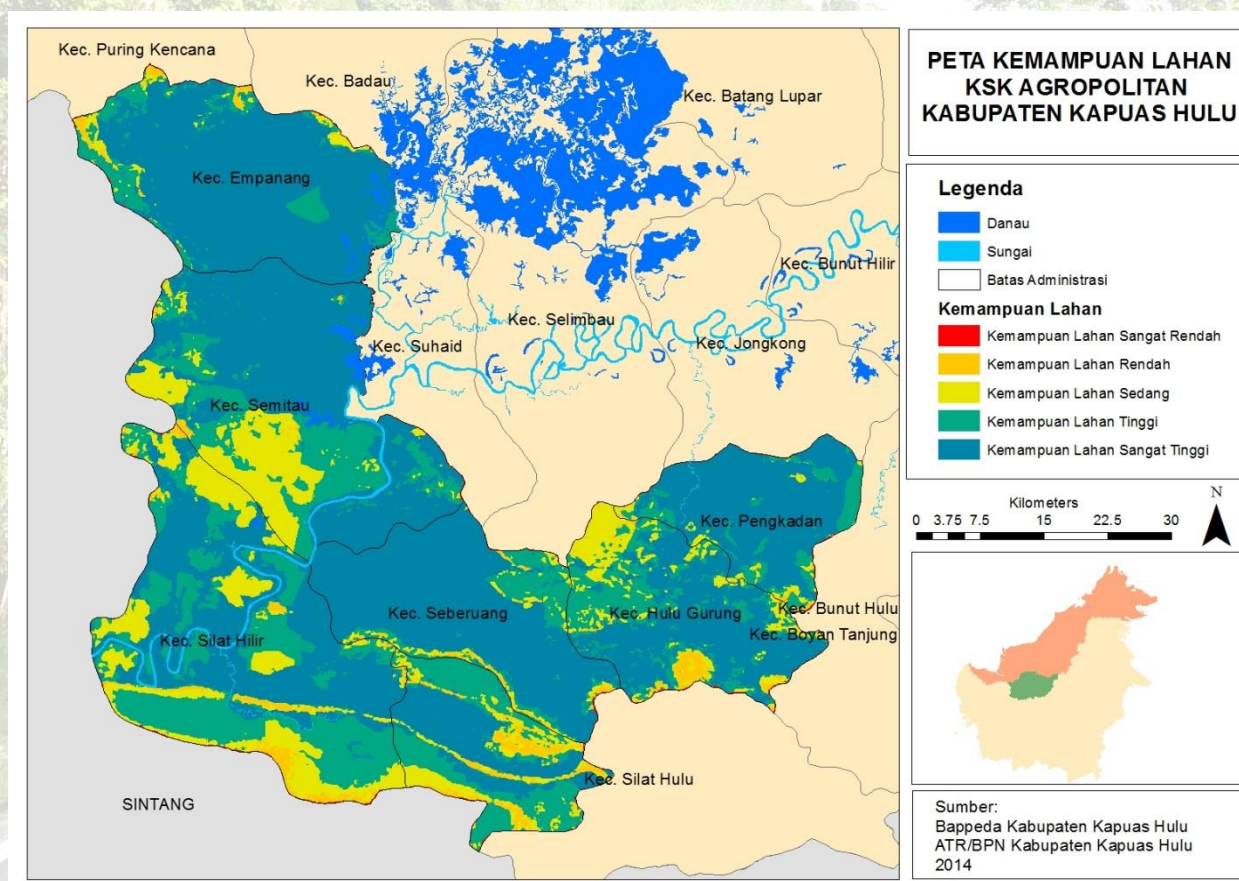 PETA KEMAMPUAN LAHAN
KSK AGROPOLITAN
KABUPATEN KAPUAS HULU
Kec. Puring Kencana
Kec. Badau
Kec. Batang Lupar
Kec. Empanang
Kec. Bunut Hilir
Kec. Selimbau
Kec. Suhaid
Kec. Jongkong
Kec. Semitau
Kec. Pengkadan
Kec. Seberuang
Kec. Hulu Gurung
Kec. Bunut Hulu
Kec. Boyan Tanjung
Kec. Silat Hilir
Kec. Silat Hulu
SINTANG
Legenda
Danau
Sungai
Batas Administrasi
Kemampuan Lahan
Kemampuan Lahan Sangat Rendah
Kemampuan Lahan Rendah
Kemampuan Lahan Sedang
Kemampuan Lahan Tinggi
Kemampuan Lahan Sangat Tinggi
Kilometers
0 3.75 7.5 15 22.5 30
N
Sumber:
Bappeda Kabupaten Kapuas Hulu
ATR/BPN Kabupaten Kapuas Hulu
2014